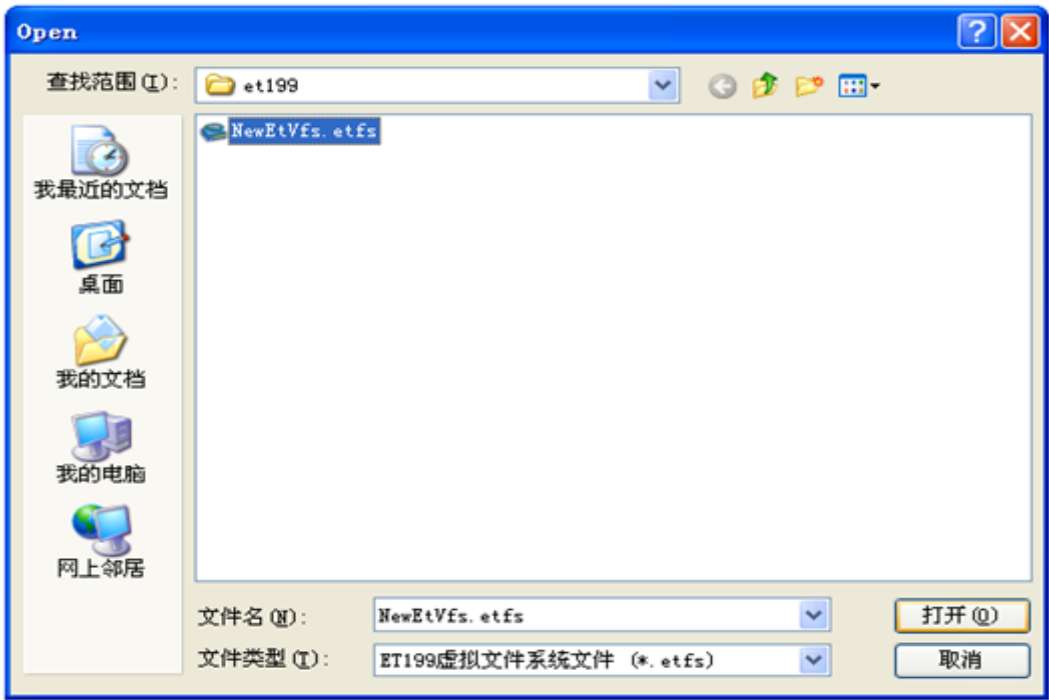 Open
查找范围(I):
et199
NewEtVfs.etfs
我最近的文档
桌面
我的文档
我的电脑
网上邻居
文件名(N):
NewEtVfs.etfs
打开(O)
文件类型(T):
ET199虚拟文件系统文件 (*.etfs)
取消